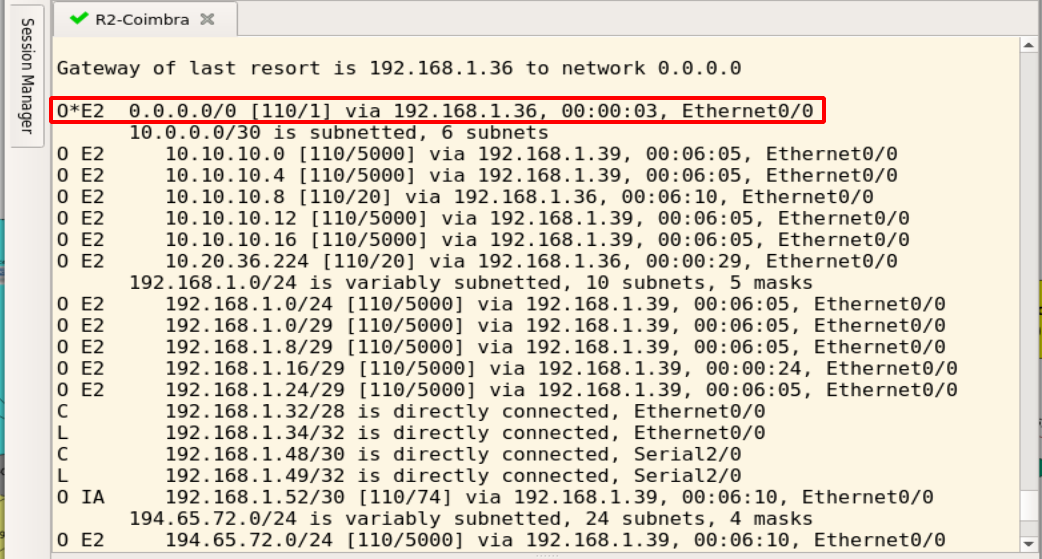 Session Manager
R2-Coimbra
Gateway of last resort is 192.168.1.36 to network 0.0.0.0
O*E2  0.0.0.0/0 [110/1] via 192.168.1.36, 00:00:03, Ethernet0/0
      10.0.0.0/30 is subnetted, 6 subnets
O E2     10.10.10.0 [110/5000] via 192.168.1.39, 00:06:05, Ethernet0/0
O E2     10.10.10.4 [110/5000] via 192.168.1.39, 00:06:05, Ethernet0/0
O E2     10.10.10.8 [110/20] via 192.168.1.36, 00:06:10, Ethernet0/0
O E2     10.10.10.12 [110/5000] via 192.168.1.39, 00:06:05, Ethernet0/0
O E2     10.10.10.16 [110/5000] via 192.168.1.39, 00:06:05, Ethernet0/0
O E2     10.20.36.224 [110/20] via 192.168.1.36, 00:00:29, Ethernet0/0
      192.168.1.0/24 is variably subnetted, 10 subnets, 5 masks
O E2     192.168.1.0/24 [110/5000] via 192.168.1.39, 00:06:05, Ethernet0/0
O E2     192.168.1.0/29 [110/5000] via 192.168.1.39, 00:06:05, Ethernet0/0
O E2     192.168.1.8/29 [110/5000] via 192.168.1.39, 00:06:05, Ethernet0/0
O E2     192.168.1.16/29 [110/5000] via 192.168.1.39, 00:00:24, Ethernet0/0
O E2     192.168.1.24/29 [110/5000] via 192.168.1.39, 00:06:05, Ethernet0/0
C        192.168.1.32/28 is directly connected, Ethernet0/0
L        192.168.1.34/32 is directly connected, Ethernet0/0
C        192.168.1.48/30 is directly connected, Serial2/0
L        192.168.1.49/32 is directly connected, Serial2/0
O IA     192.168.1.52/30 [110/74] via 192.168.1.39, 00:06:10, Ethernet0/0
      194.65.72.0/24 is variably subnetted, 24 subnets, 4 masks
O E2     194.65.72.0/24 [110/5000] via 192.168.1.39, 00:06:10, Ethernet0/0